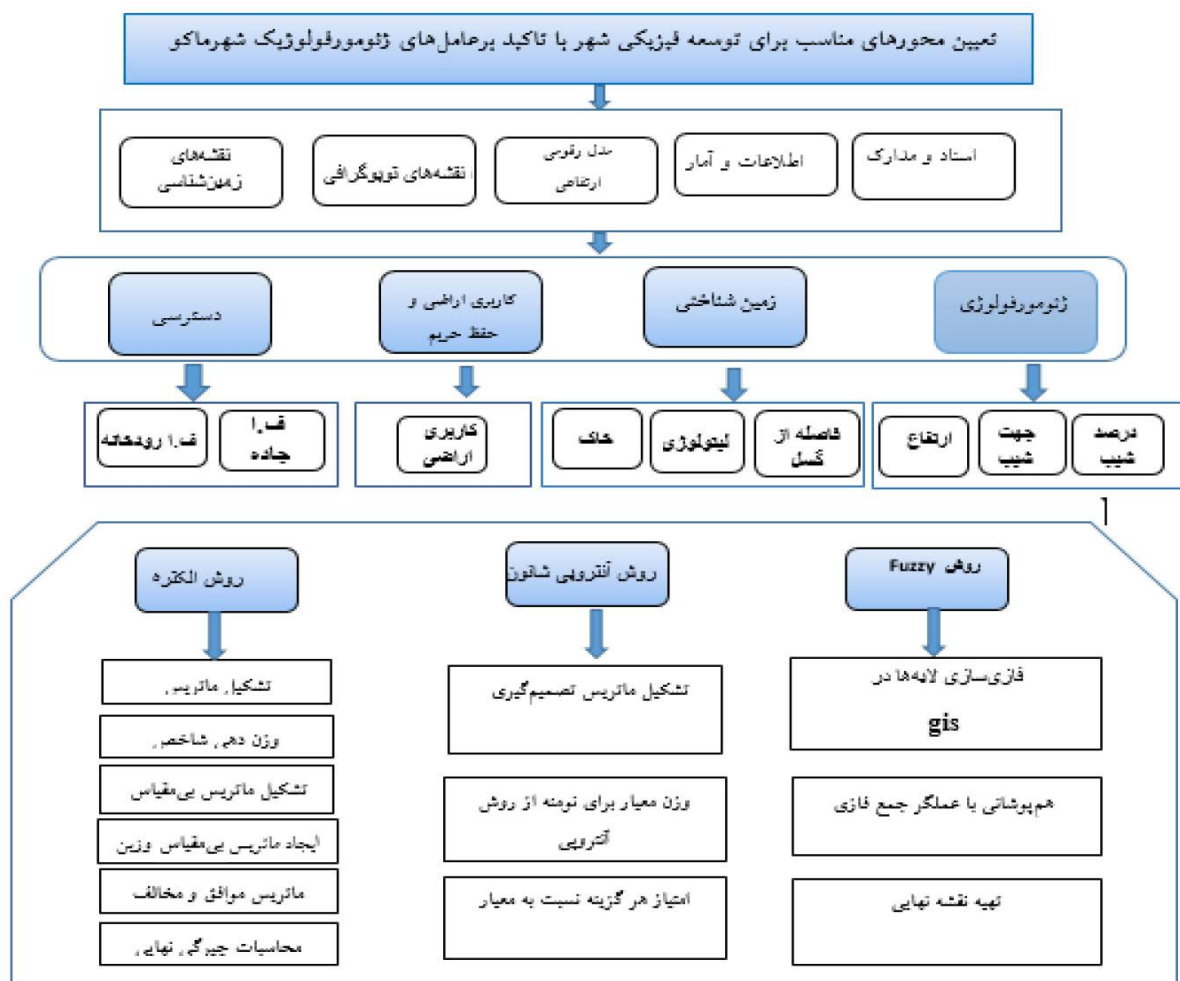 تعیین محورهای مناسب برای توسعه فیزیکی شهر با تاکید برعامل‌های ژئومورفولوژیک شهرماکو
اسناد و مدارک
اطلاعات و آمار
مدل رقومی
ارتفاعی
نقشه‌های توپوگرافی
نقشه‌های
زمین‌شناسی
ژئومورفولوژی
زمین شناختی
کاربری اراضی و
حفظ حریم
دسترسی
درصد
شیب
جهت
شیب
ارتفاع
فاصله از
گسل
لیتولوژی
خاک
کاربری
اراضی
ف.ا
جاده
ف.ا رودخانه
روش Fuzzy
روش آنتروپی شانون
روش الکتره
فازی‌سازی لایه‌ها در
gis
هم‌پوشانی با عملگر جمع فازی
تهیه نقشه نهایی
تشکیل ماتریس تصمیم‌گیری
وزن معیار برای نومنه از روش
آنتروپی
امتیاز هر گزینه نسبت به معیار
تشکیل ماتریس
وزن دهی شاخص
تشکیل ماتریس بی‌مقیاس
ایجاد ماتریس بی‌مقیاس وزین
ماتریس موافق و مخالف
محاسبات چیرگی نهایی